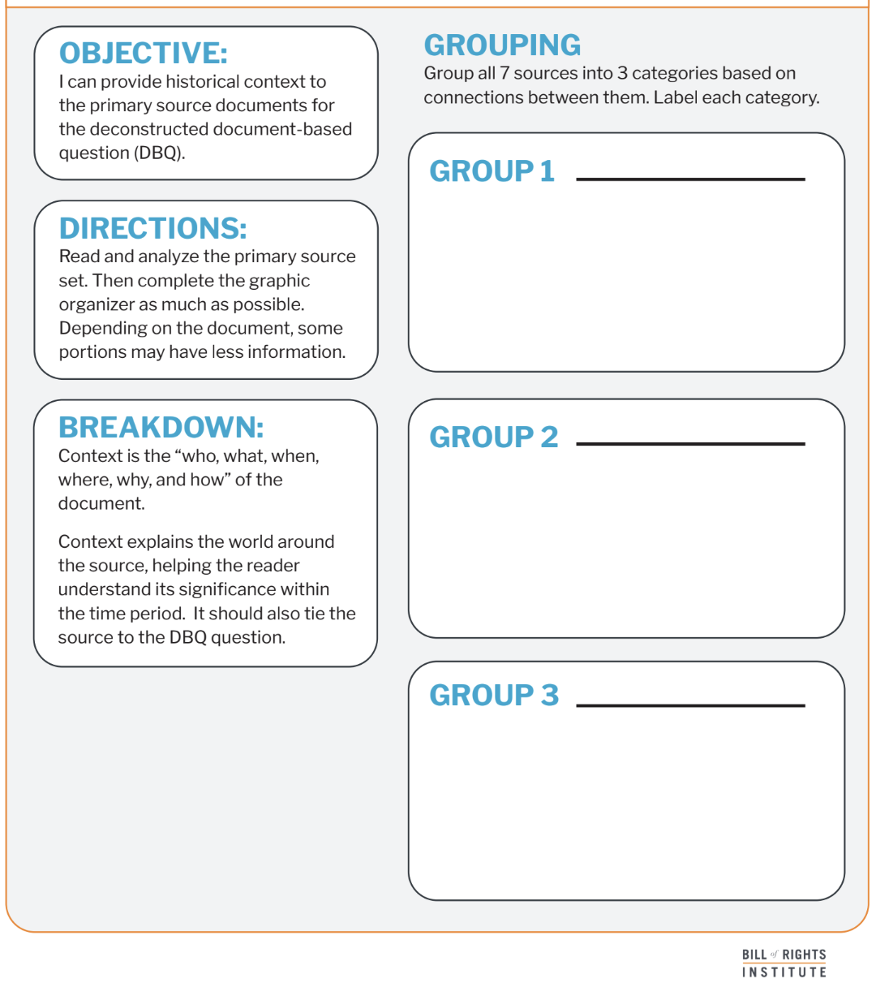 OBJECTIVE:
I can provide historical context to
the primary source documents for
the deconstructed document-based
question (DBQ).
DIRECTIONS:
Read and analyze the primary source
set. Then complete the graphic
organizer as much as possible.
Depending on the document, some
portions may have less information.
BREAKDOWN:
Context is the “who, what, when,
where, why, and how” of the
document.
Context explains the world around
the source, helping the reader
understand its significance within
the time period.  It should also tie the
source to the DBQ question.
GROUPING
Group all 7 sources into 3 categories based on
connections between them. Label each category.
GROUP 1
GROUP 2
GROUP 3
BILL of RIGHTS
INSTITUTE